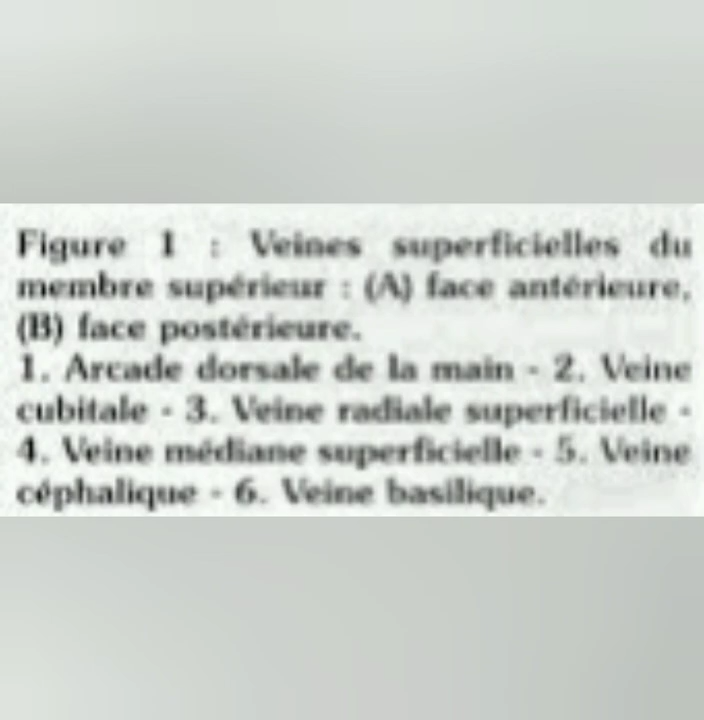 Figure 1 : Veines superficielles du
membre supérieur : (A) face antérieure,
(B) face postérieure.
1. Arcade dorsale de la main - 2. Veine
cubitale - 3. Veine radiale superficielle -
4. Veine médiane superficielle - 5. Veine
céphalique - 6. Veine basilique.